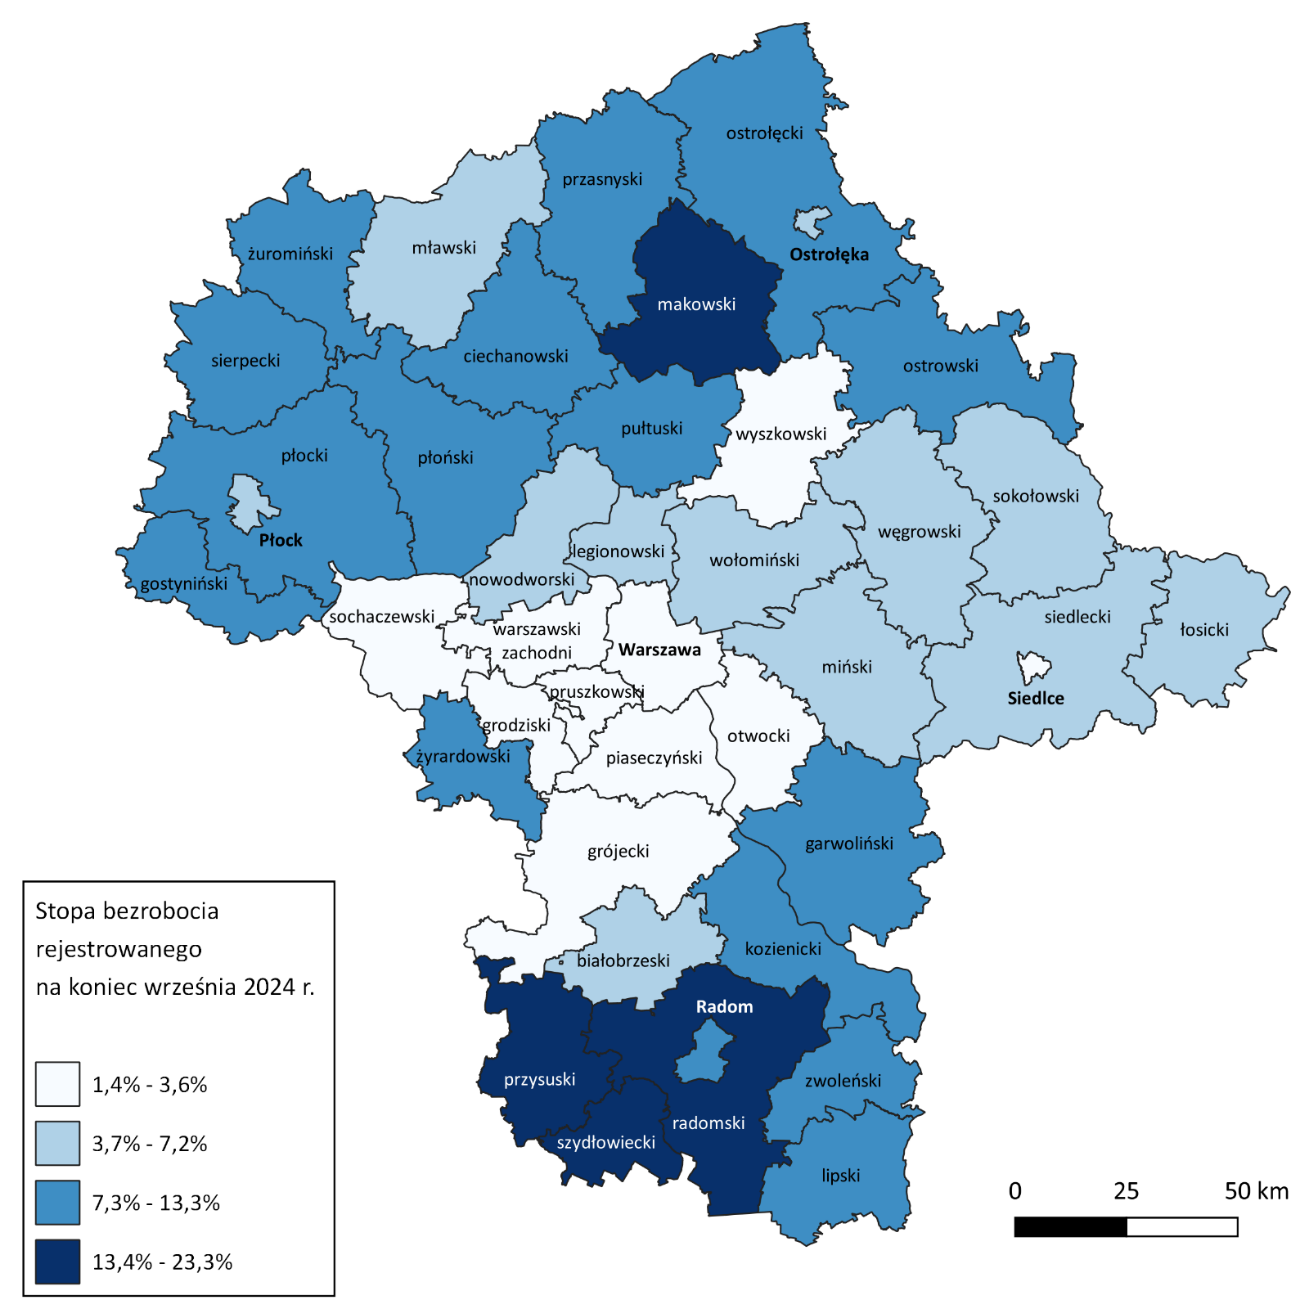 ostrołęcki
przasnyski
żuromiński
mławski
Ostrołęka
makowski
sierpecki
ciechanowski
ostrowski
pułtuski
wyszkowski
płocki
płoński
sokołowski
węgrowski
Płock
legionowski
wołomiński
gostyniński
nowodworski
sochaczewski
siedlecki
warszawski
zachodni
łosicki
Warszawa
miński
pruszkowski
Siedlce
grodziski
otwocki
żyrardowski
piaseczyński
garwoliński
grójecki
kozienicki
białobrzeski
Radom
przysuski
zwoleński
radomski
szydłowiecki
lipski
Stopa bezrobocia
rejestrowanego
na koniec września 2024 r.
1,4% - 3,6%
3,7% - 7,2%
7,3% - 13,3%
13,4% - 23,3%
0 25 50 km